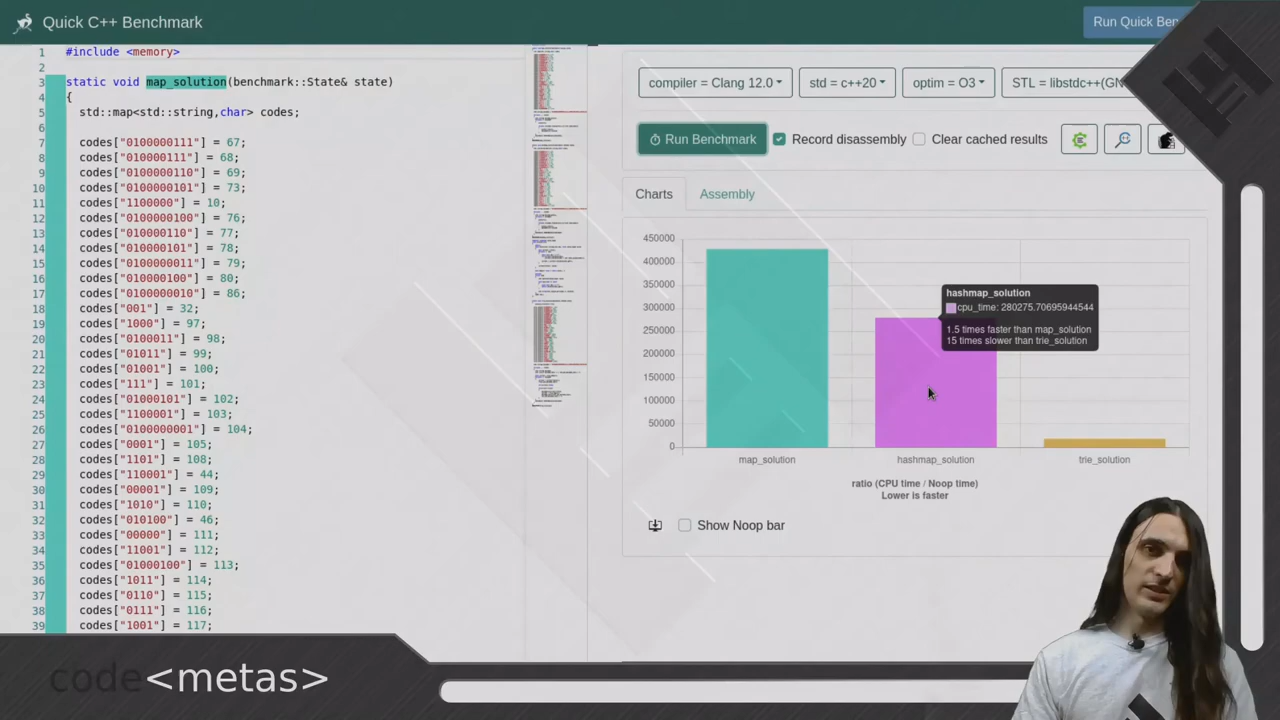 Quick C++ Benchmark
Run Quick Ben
1 #include <memory>
2
3 static void map_solution(benchmark::State& state)
4 {
5 std::map<std::string,char> codes;
6
7 codes["0100000111"] = 67;
8 codes["010000111"] = 68;
9 codes["0100000110"] = 69;
10 codes["0100000101"] = 73;
11 codes["1100000"] = 10;
12 codes["0100000100"] = 76;
13 codes["010000110"] = 77;
14 codes["010000101"] = 78;
15 codes["0100000011"] = 79;
16 codes["010000100"] = 80;
17 codes["0100000010"] = 86;
18 codes["001"] = 32;
19 codes["1000"] = 97;
20 codes["0100011"] = 98;
21 codes["01011"] = 99;
22 codes["11001"] = 100;
23 codes["111"] = 101;
24 codes["0100101"] = 102;
25 codes["1100001"] = 103;
26 codes["01000000001"] = 104;
27 codes["0001"] = 105;
28 codes["1101"] = 108;
29 codes["110001"] = 44;
30 codes["00001"] = 109;
31 codes["1010"] = 110;
32 codes["010100"] = 46;
33 codes["00000"] = 111;
34 codes["11001"] = 112;
35 codes["01000100"] = 113;
36 codes["1011"] = 114;
37 codes["0110"] = 115;
38 codes["0111"] = 116;
39 codes["1001"] = 117;
compiler = Clang 12.0 std = c++20 optim = O3 STL = libstdc++(GN
Run Benchmark Record disassembly Clear cached results
Charts Assembly
450000
400000
350000
300000
250000
200000
150000
100000
50000
0
hashmap_solution
cpu_time: 280275.70695944544
1.5 times faster than map_solution
15 times slower than trie_solution
map_solution hashmap_solution trie_solution
ratio (CPU time / Noop time)
Lower is faster
Show Noop bar
code<metas>